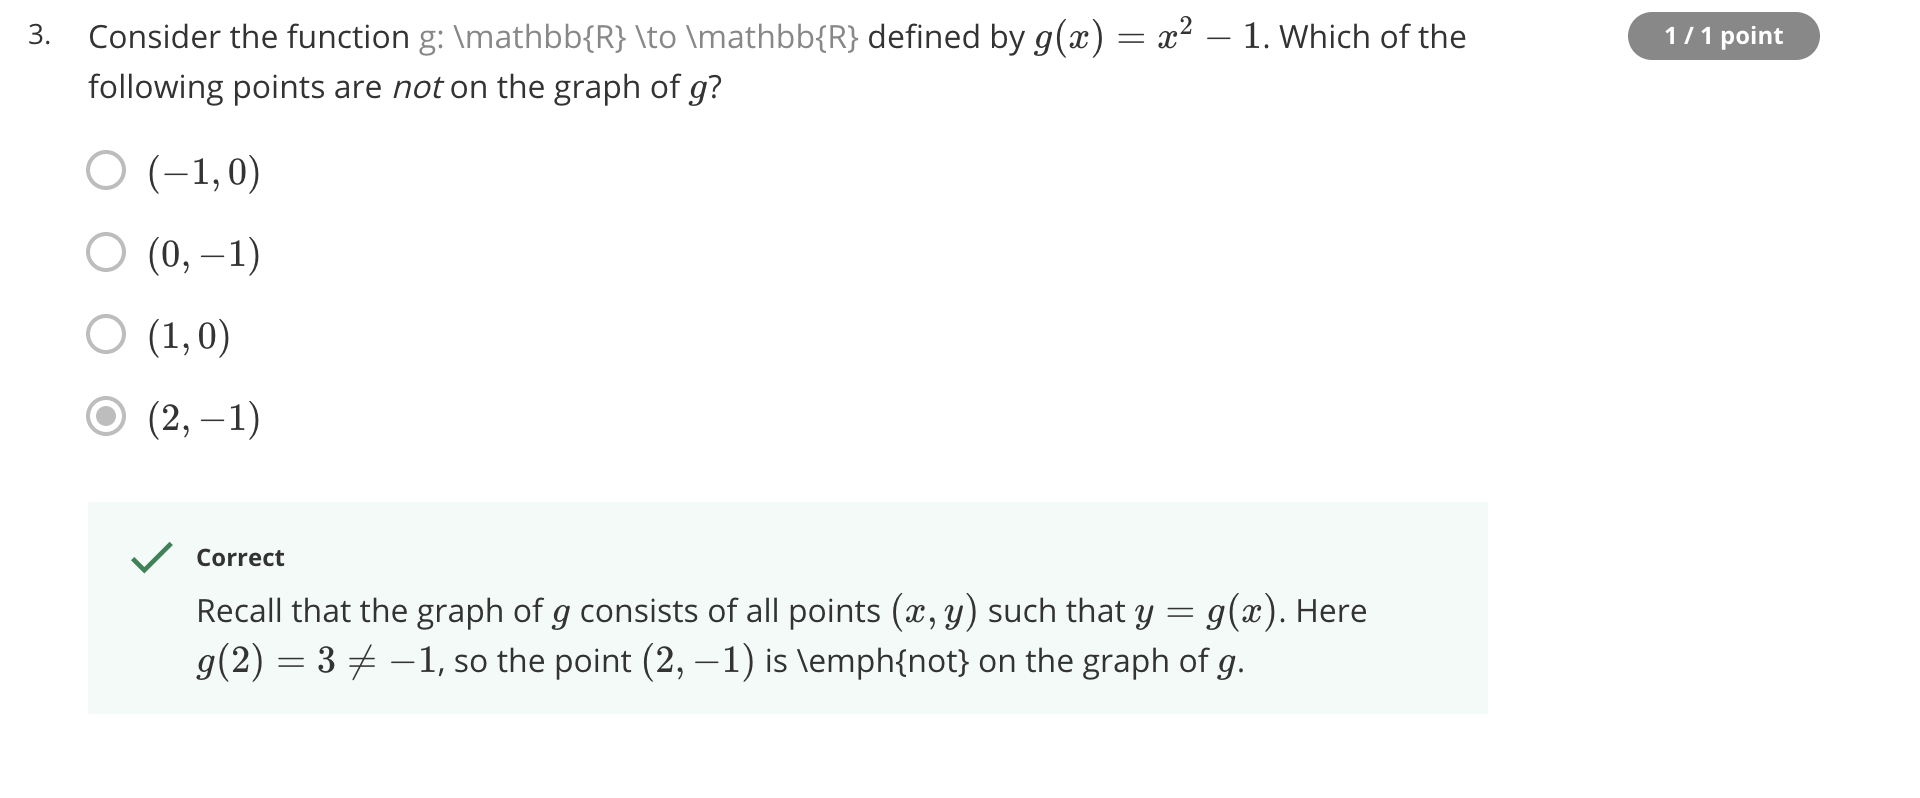 3. Consider the function g: \mathbb{R} \to \mathbb{R} defined by g(x) = x² − 1. Which of the 1 / 1 point
following points are not on the graph of g?
(−1, 0)
(0, −1)
(1, 0)
(2, −1)
Correct
Recall that the graph of g consists of all points (x, y) such that y = g(x). Here
g(2) = 3 ≠ −1, so the point (2, −1) is \emph{not} on the graph of g.